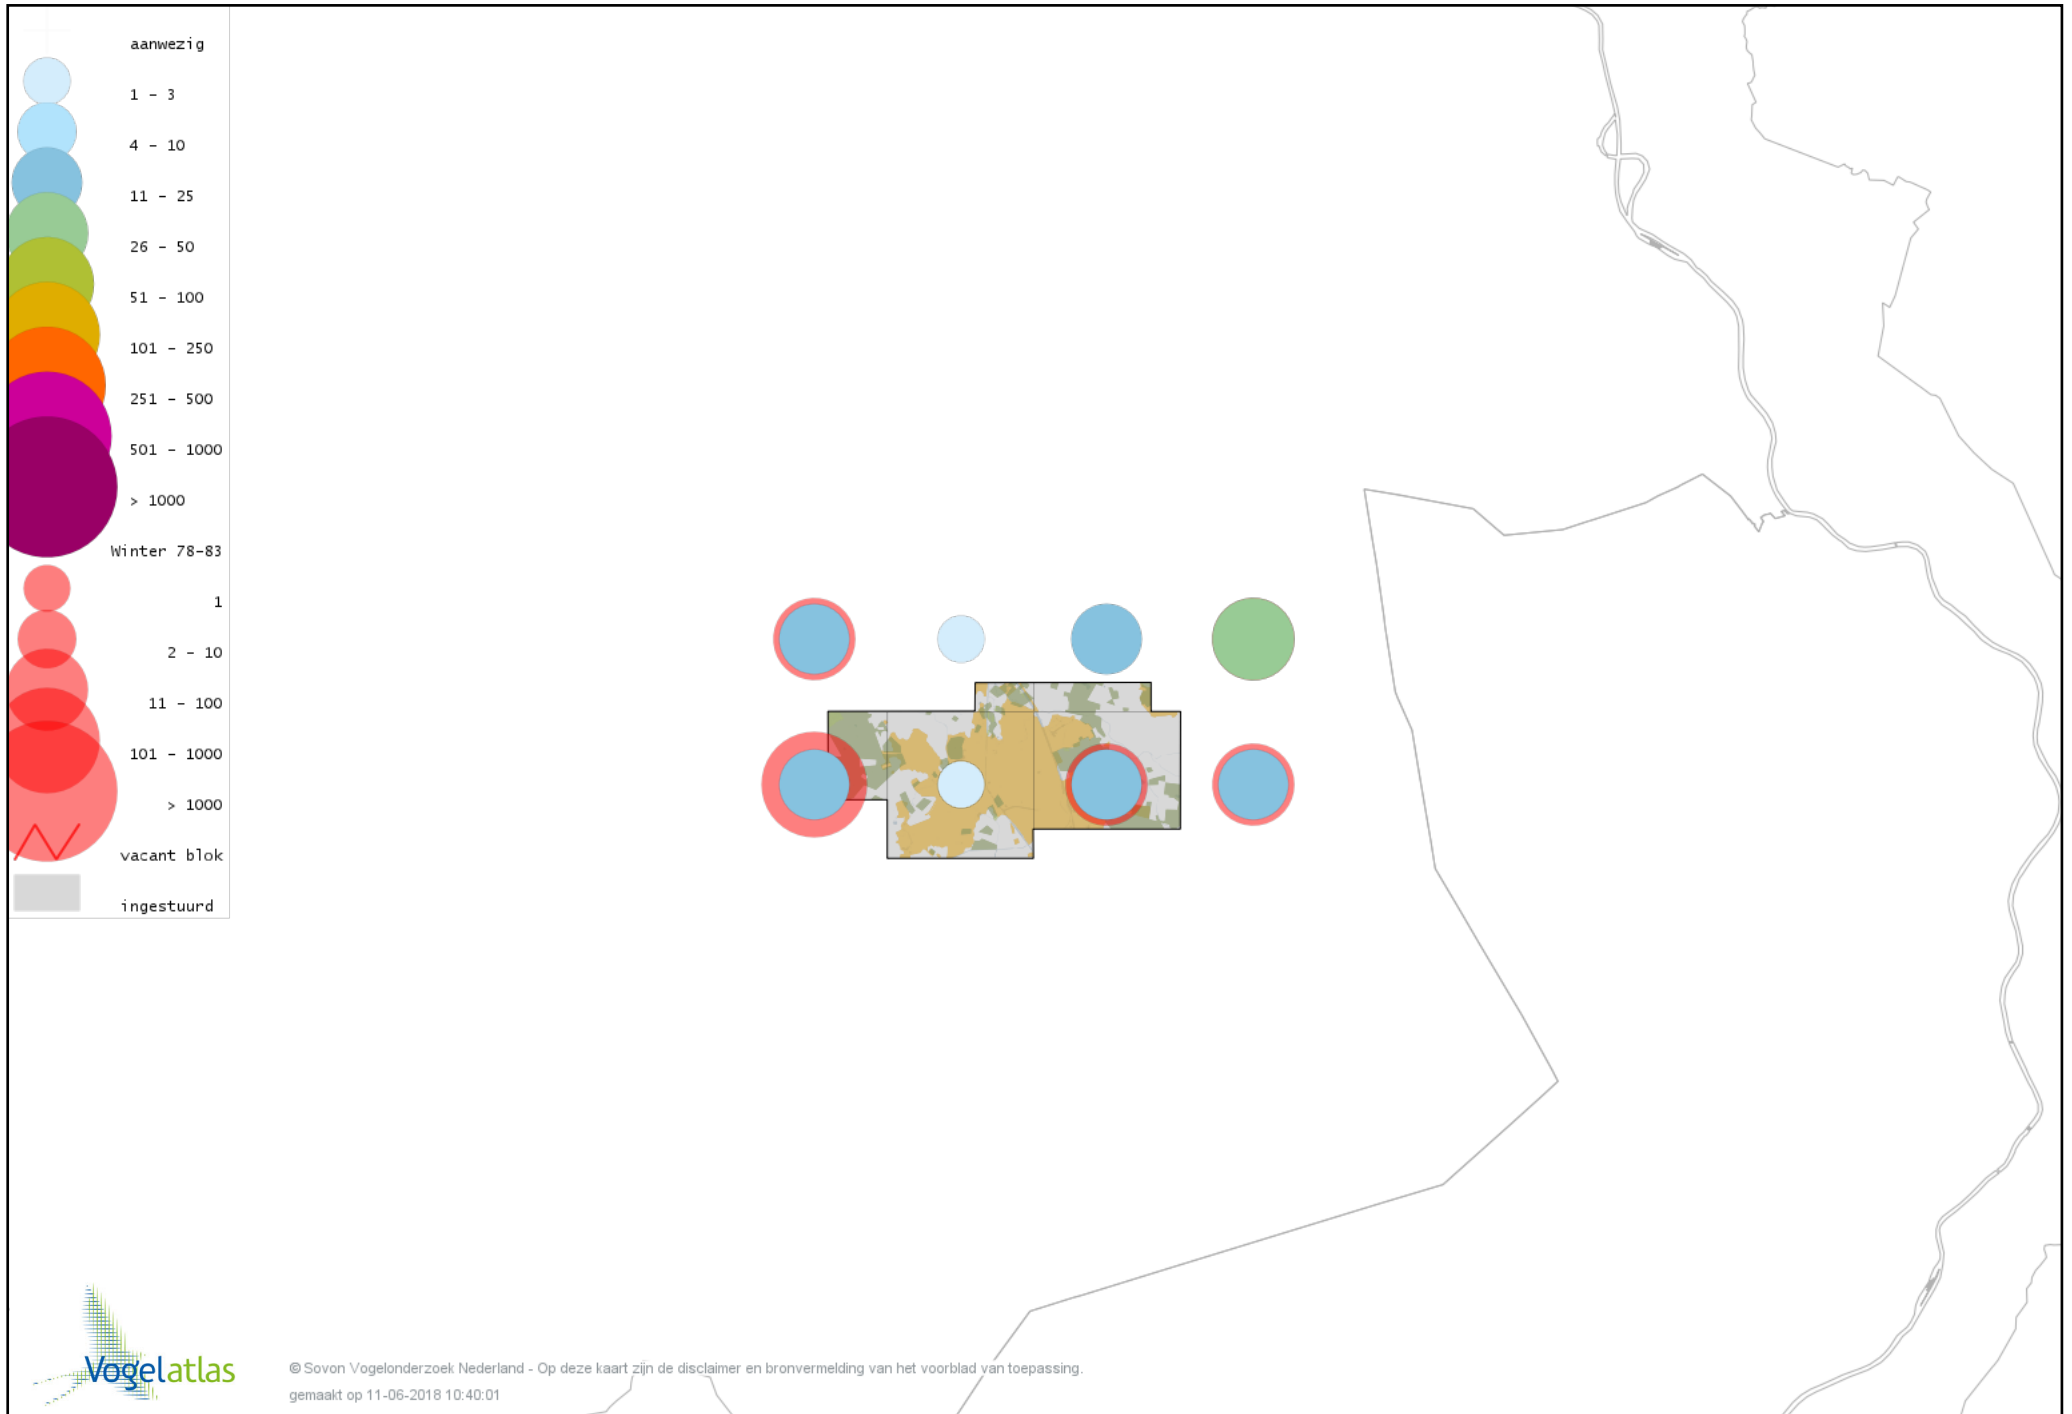 aanwezig
1 - 3
4 - 10
11 - 25
26 - 50
51 - 100
101 - 250
251 - 500
501 - 1000
> 1000
Winter 78-83
1
2 - 10
11 - 100
101 - 1000
> 1000
vacant blok
ingestuurd
Vogelatlas
© Sovon Vogelonderzoek Nederland - Op deze kaart zijn de disclaimer en bronvermelding van het voorblad van toepassing.
gemaakt op 11-06-2018 10:40:01